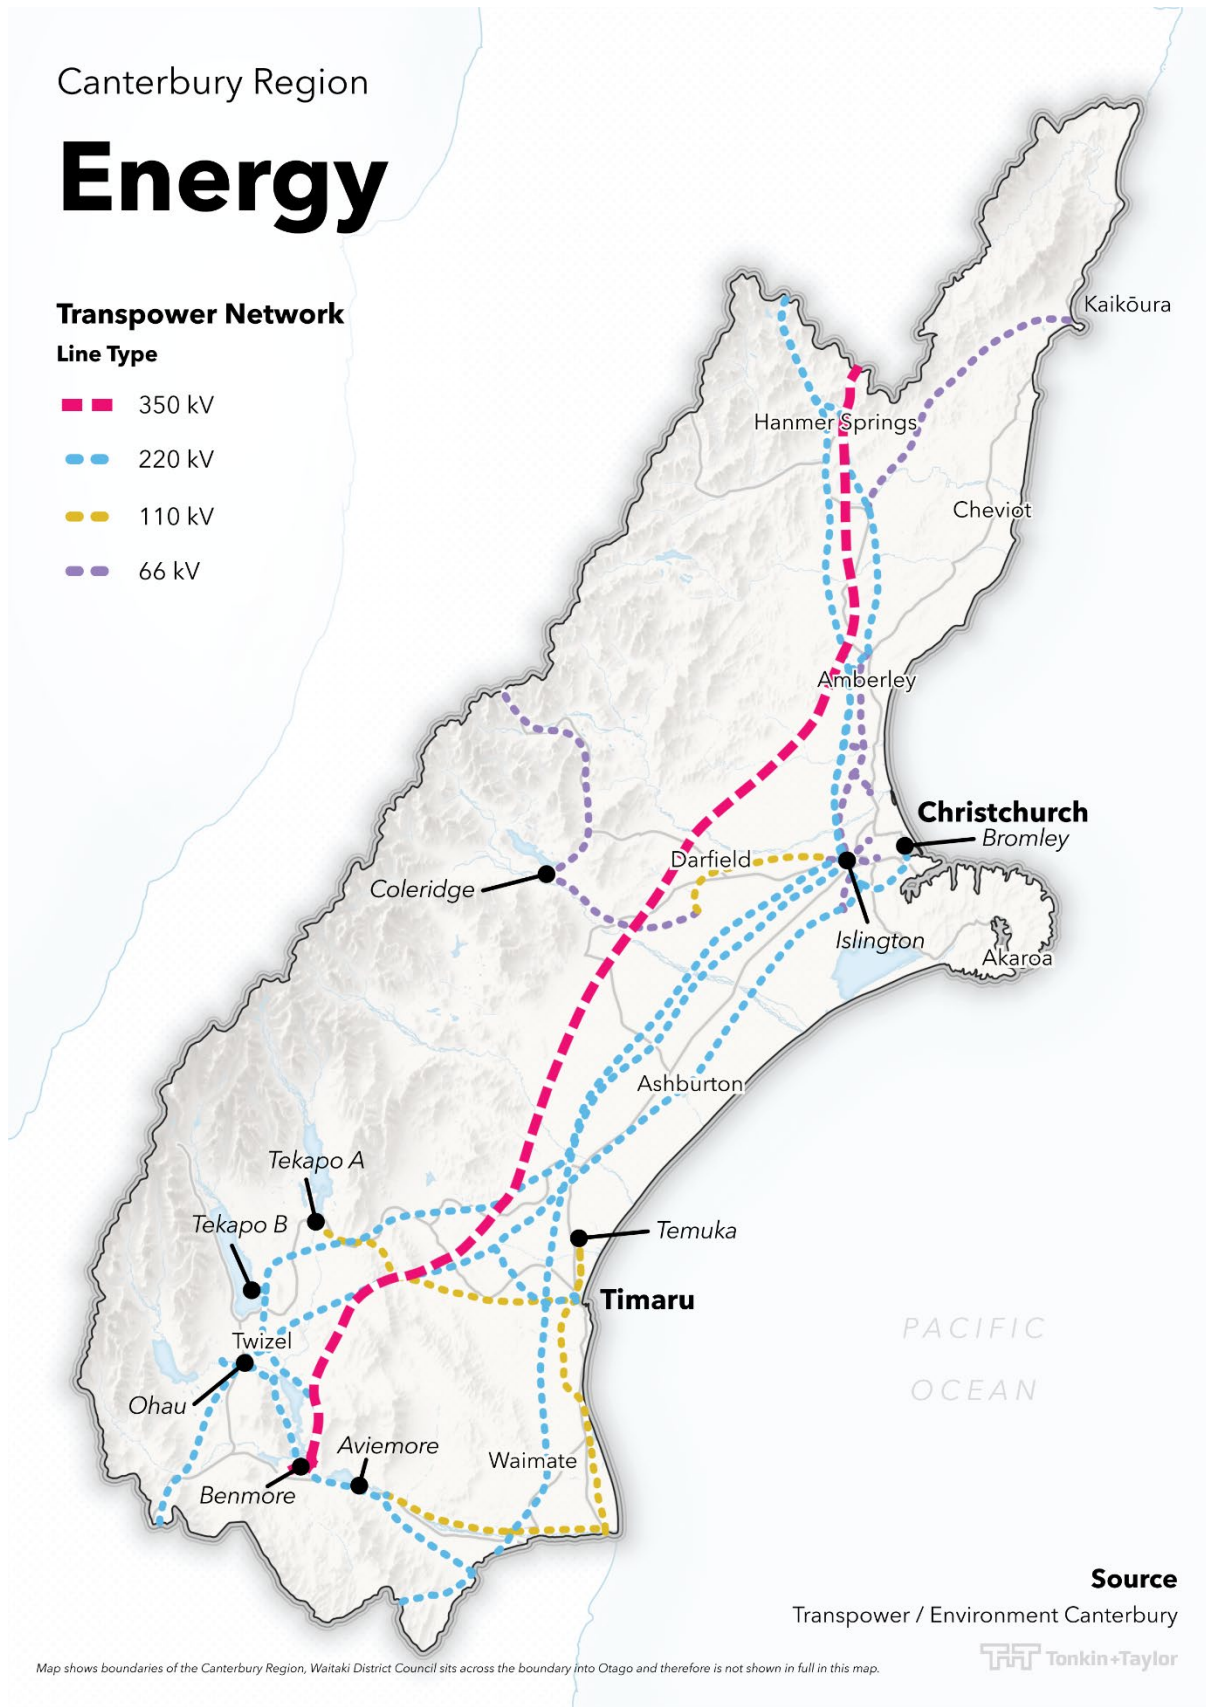 Canterbury Region
Energy
Transpower Network
Line Type
350 kV
220 kV
110 kV
66 kV
Kaikōura
Hanmer Springs
Cheviot
Amberley
Christchurch
Bromley
Darfield
Coleridge
Islington
Akaroa
Ashburton
Tekapo A
Tekapo B
Temuka
Timaru
PACIFIC
OCEAN
Twizel
Ohau
Aviemore
Waimate
Benmore
Source
Transpower / Environment Canterbury
Tonkin+Taylor
Map shows boundaries of the Canterbury Region, Waitaki District Council sits across the boundary into Otago and therefore is not shown in full in this map.